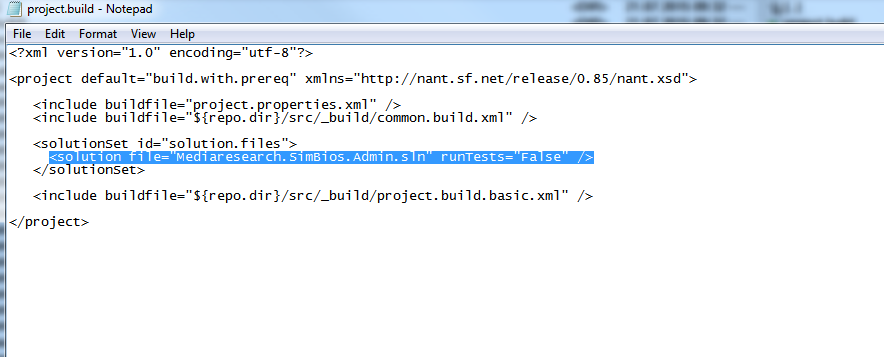 project.build - Notepad
File Edit Format View Help
<?xml version="1.0" encoding="utf-8"?>
<project default="build.with.prereq" xmlns="http://nant.sf.net/release/0.85/nant.xsd">
<include buildfile="project.properties.xml" />
<include buildfile="${repo.dir}/src/_build/common.build.xml" />
<solutionSet id="solution.files">
<solution file="Mediaresearch.SimBios.Admin.sln" runTests="False" />
</solutionSet>
<include buildfile="${repo.dir}/src/_build/project.build.basic.xml" />
</project>